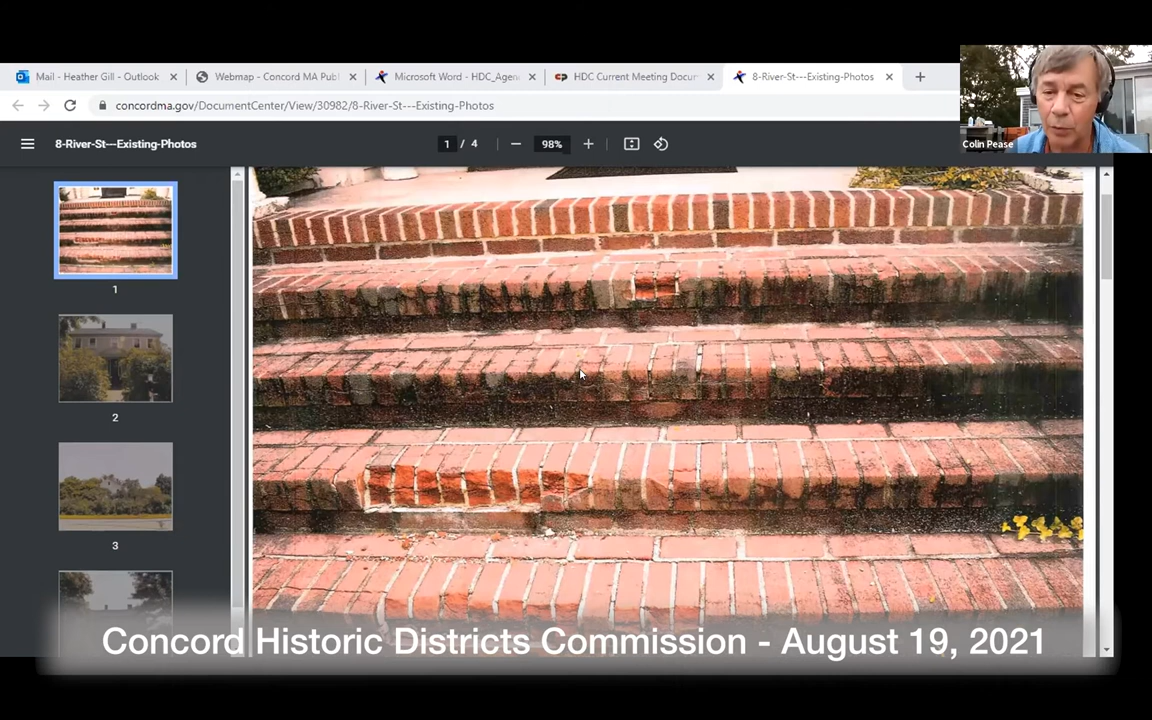 Mail - Heather Gill - Outlook
Webmap - Concord MA Publ
Microsoft Word - HDC_Agen
HDC Current Meeting Docum
8-River-St---Existing-Photos
concordma.gov/DocumentCenter/View/30982/8-River-St---Existing-Photos
8-River-St---Existing-Photos
1 / 4
98%
Colin Pease
1
2
3
Concord Historic Districts Commission - August 19, 2021